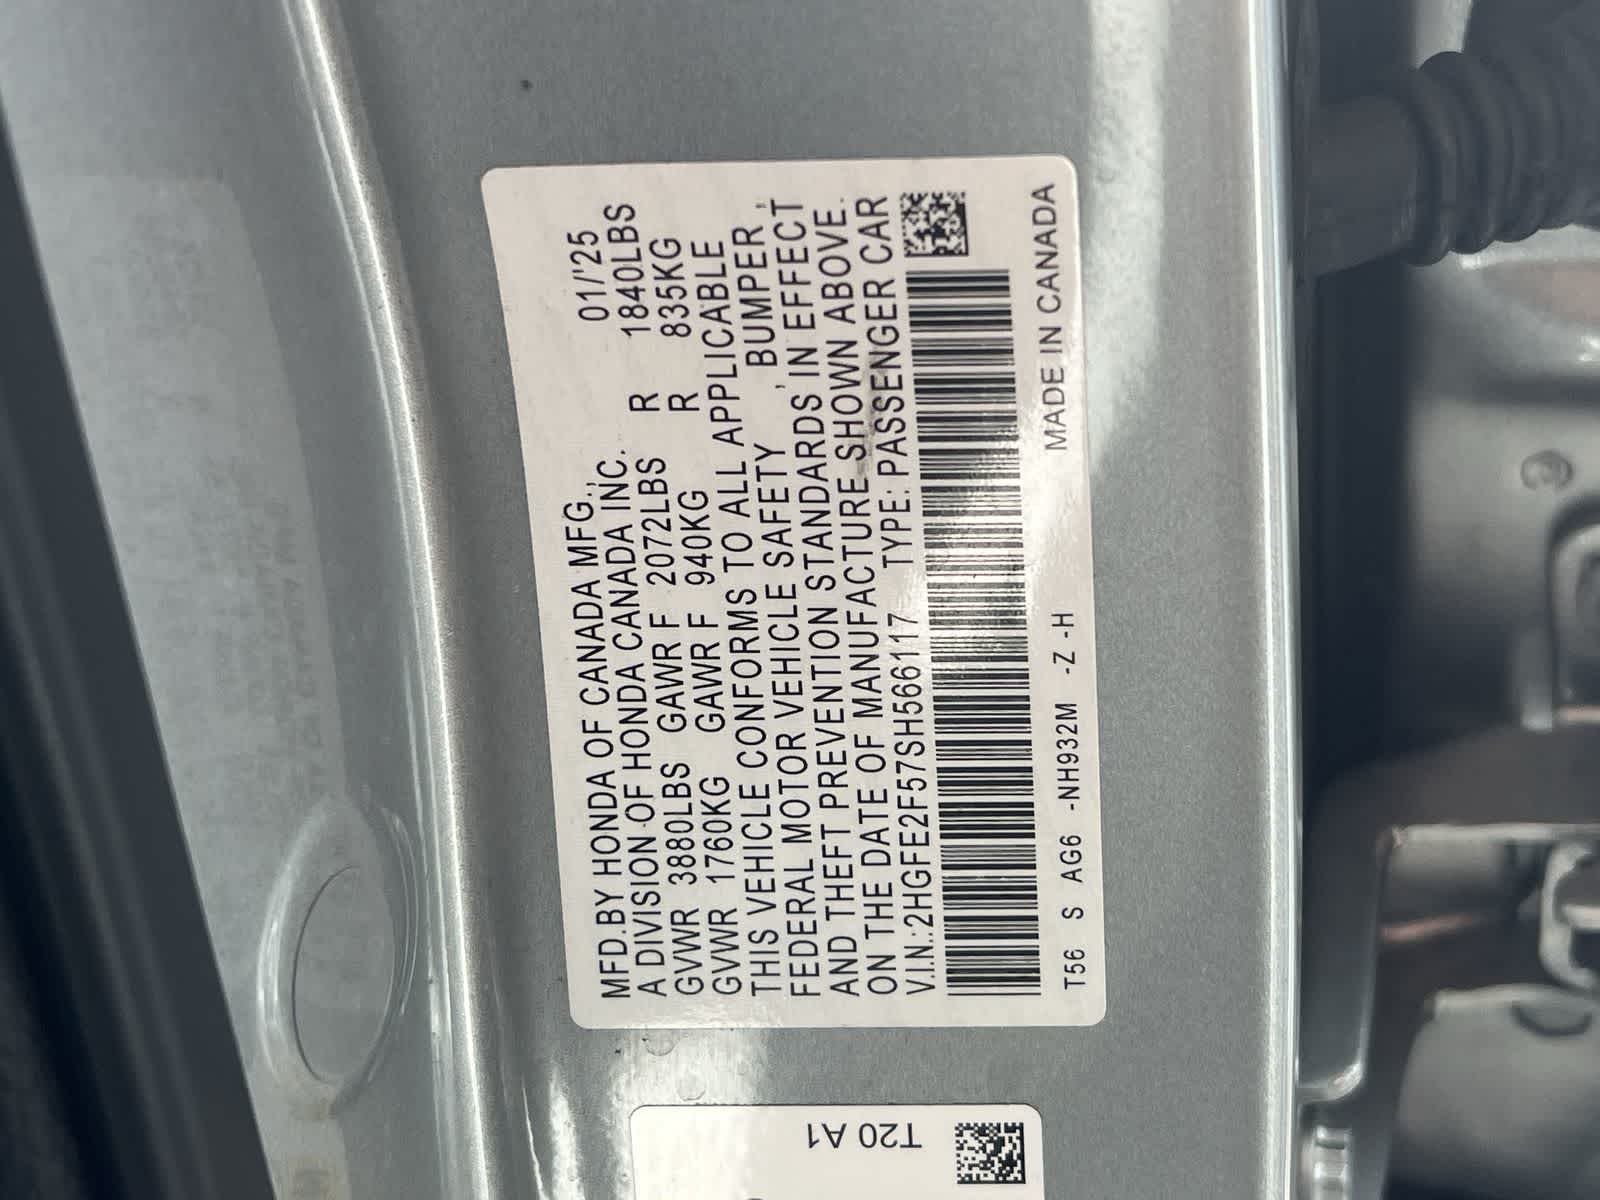 MFD.BY HONDA OF CANADA MFG., 01/'25
A DIVISION OF HONDA CANADA INC.
GVWR 3880LBS GAWR F 2072LBS R 1840LBS
GVWR 1760KG GAWR F 940KG R 835KG
THIS VEHICLE CONFORMS TO ALL APPLICABLE
FEDERAL MOTOR VEHICLE SAFETY , BUMPER ,
AND THEFT PREVENTION STANDARDS IN EFFECT
ON THE DATE OF MANUFACTURE SHOWN ABOVE.
V.I.N.:2HGFE2F57SH566117 TYPE: PASSENGER CAR
MADE IN CANADA
T56 S AG6 -NH932M -Z -H
T20 A1